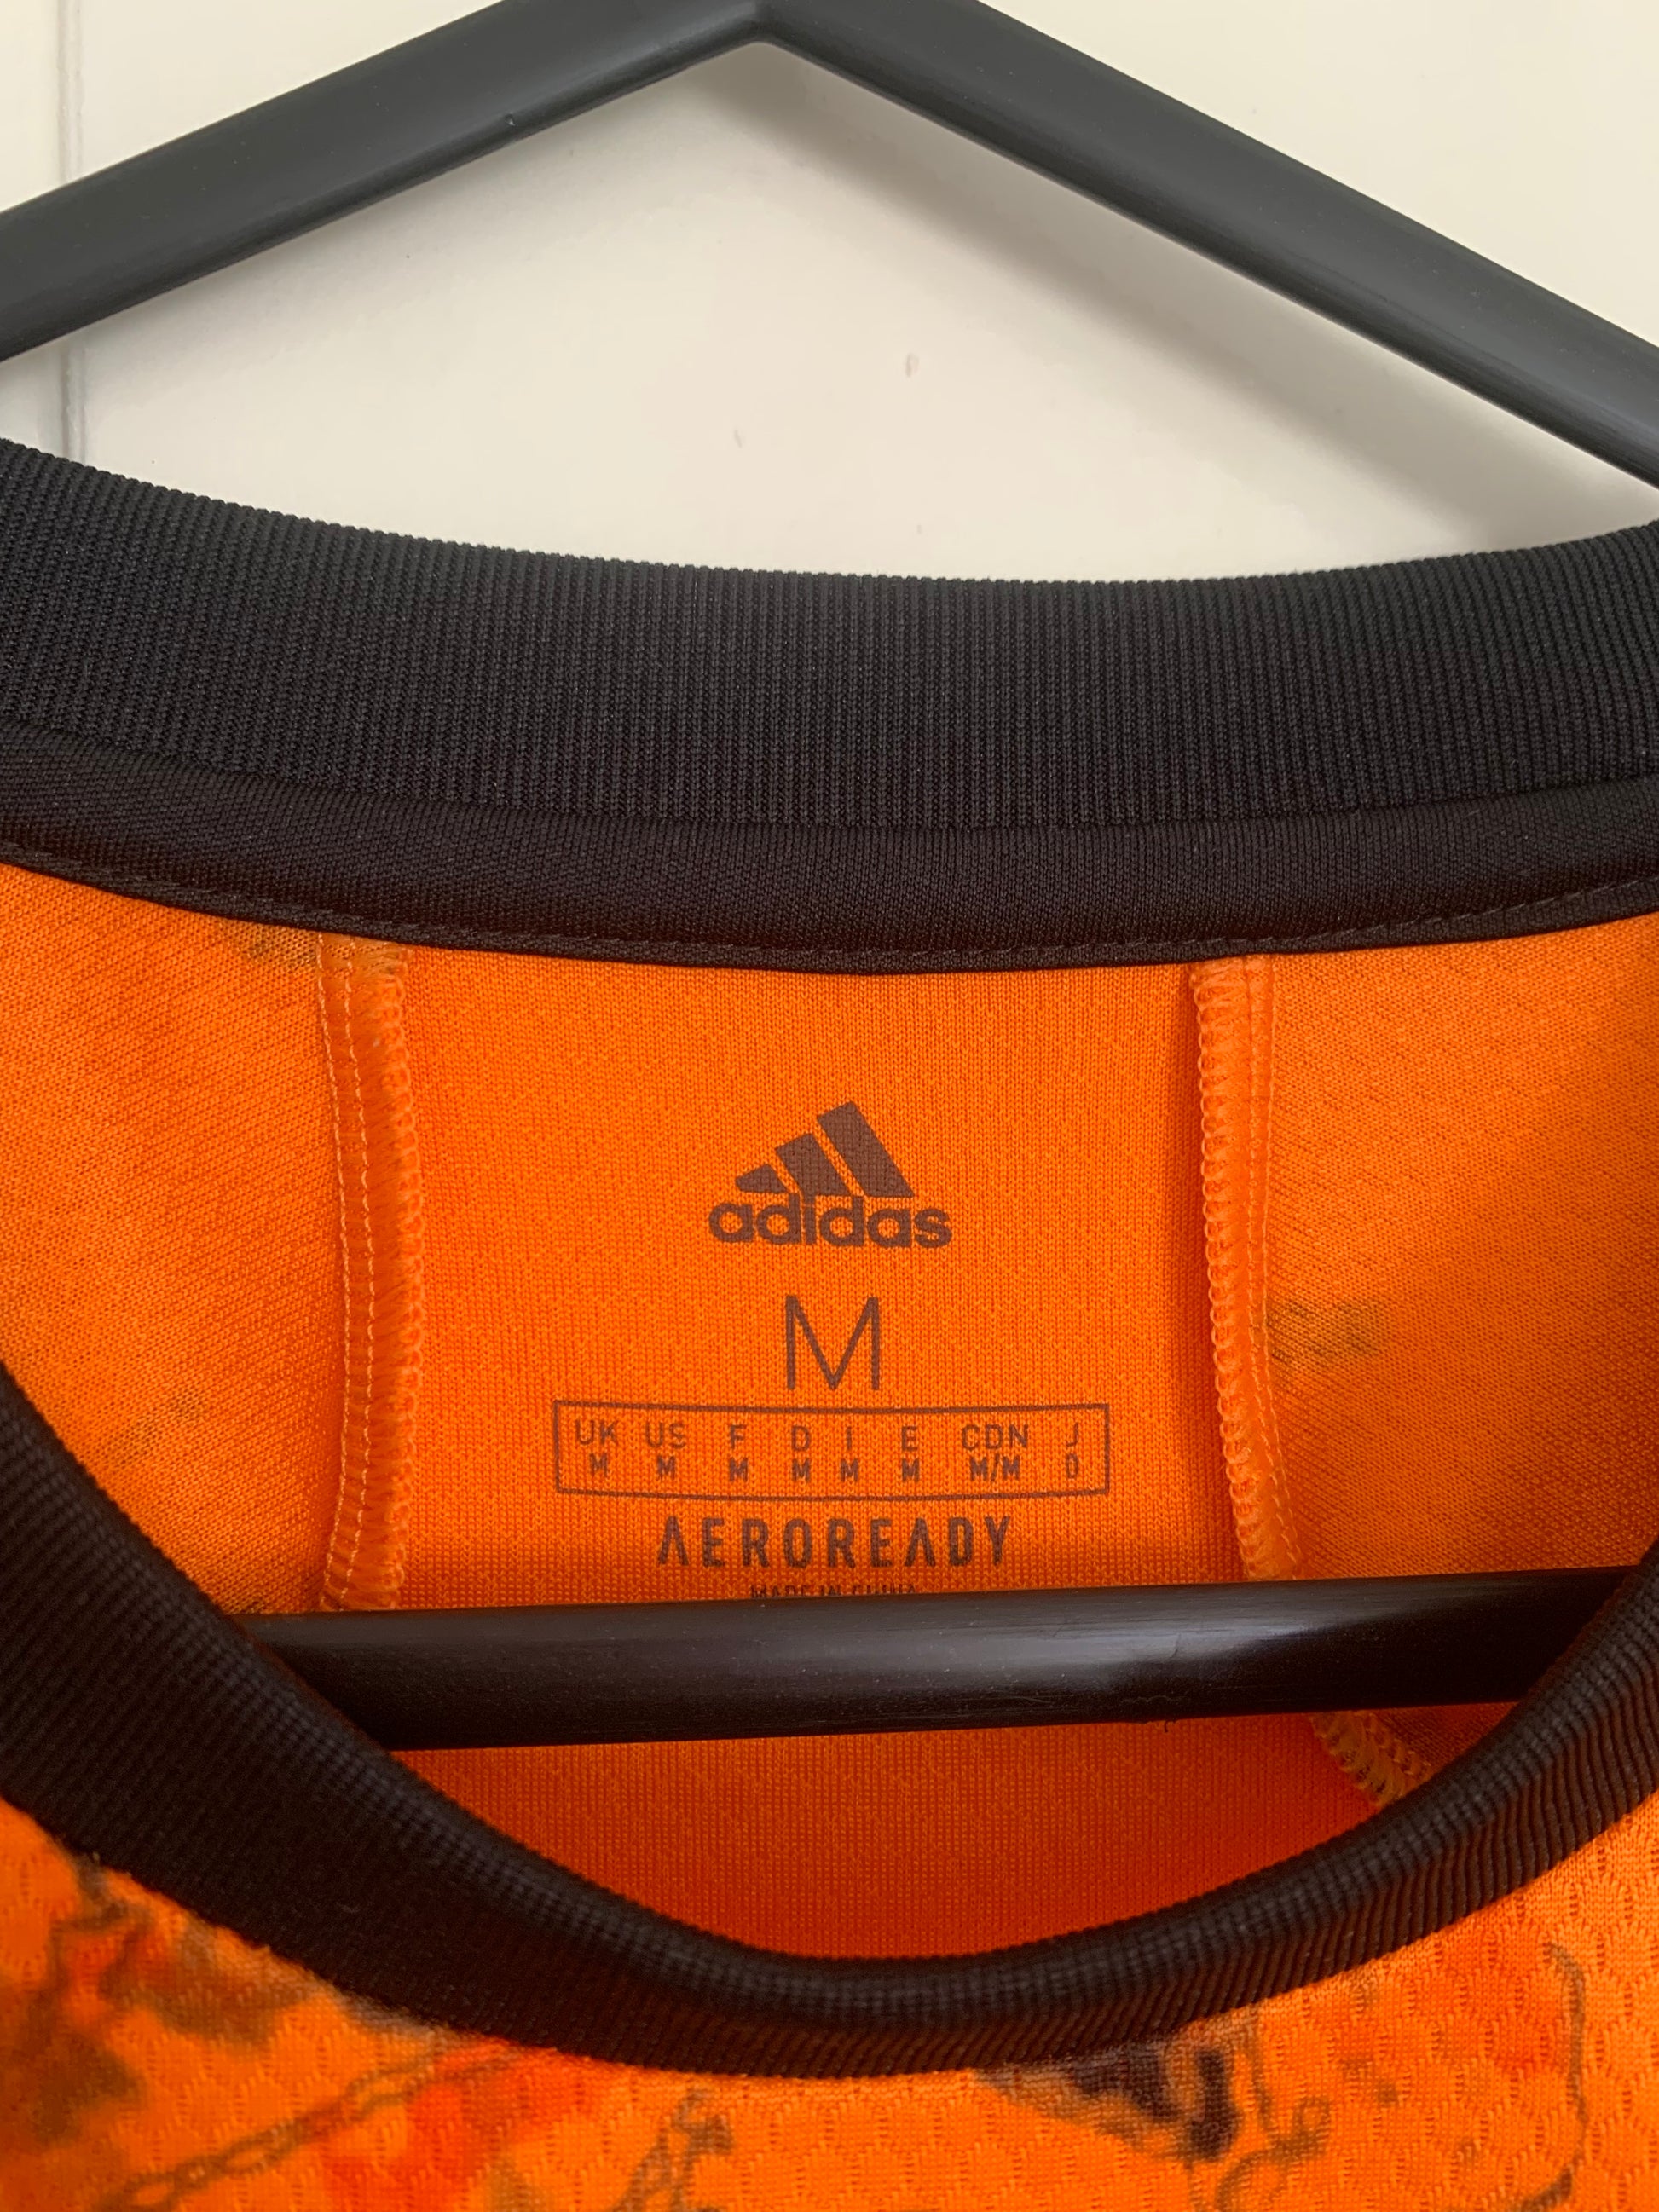 adidas
M
UK US F D I E CDN J
M M M M M M M/M O
AEROREADY
MADE IN CHINA